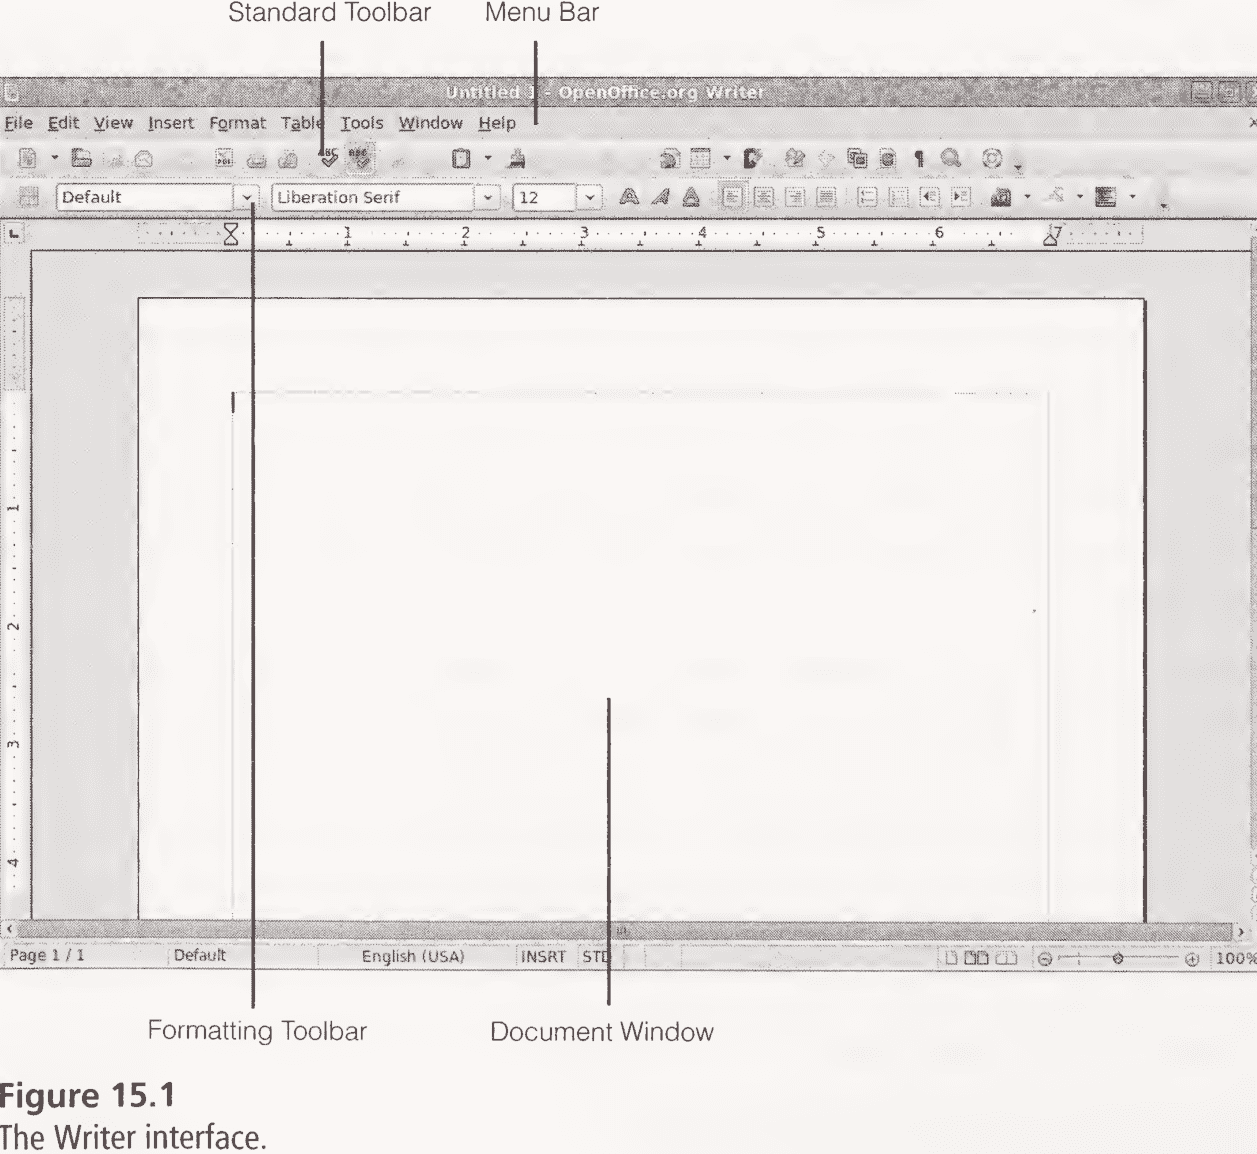 Standard Toolbar Menu Bar
Untitled 1 - OpenOffice.org Writer
File Edit View Insert Format Table Tools Window Help
Default Liberation Serif 12
1 2 3 4 5 6 7
1
2
3
4
Page 1 / 1 Default English (USA) INSRT STD 100%
Formatting Toolbar Document Window
Figure 15.1
The Writer interface.